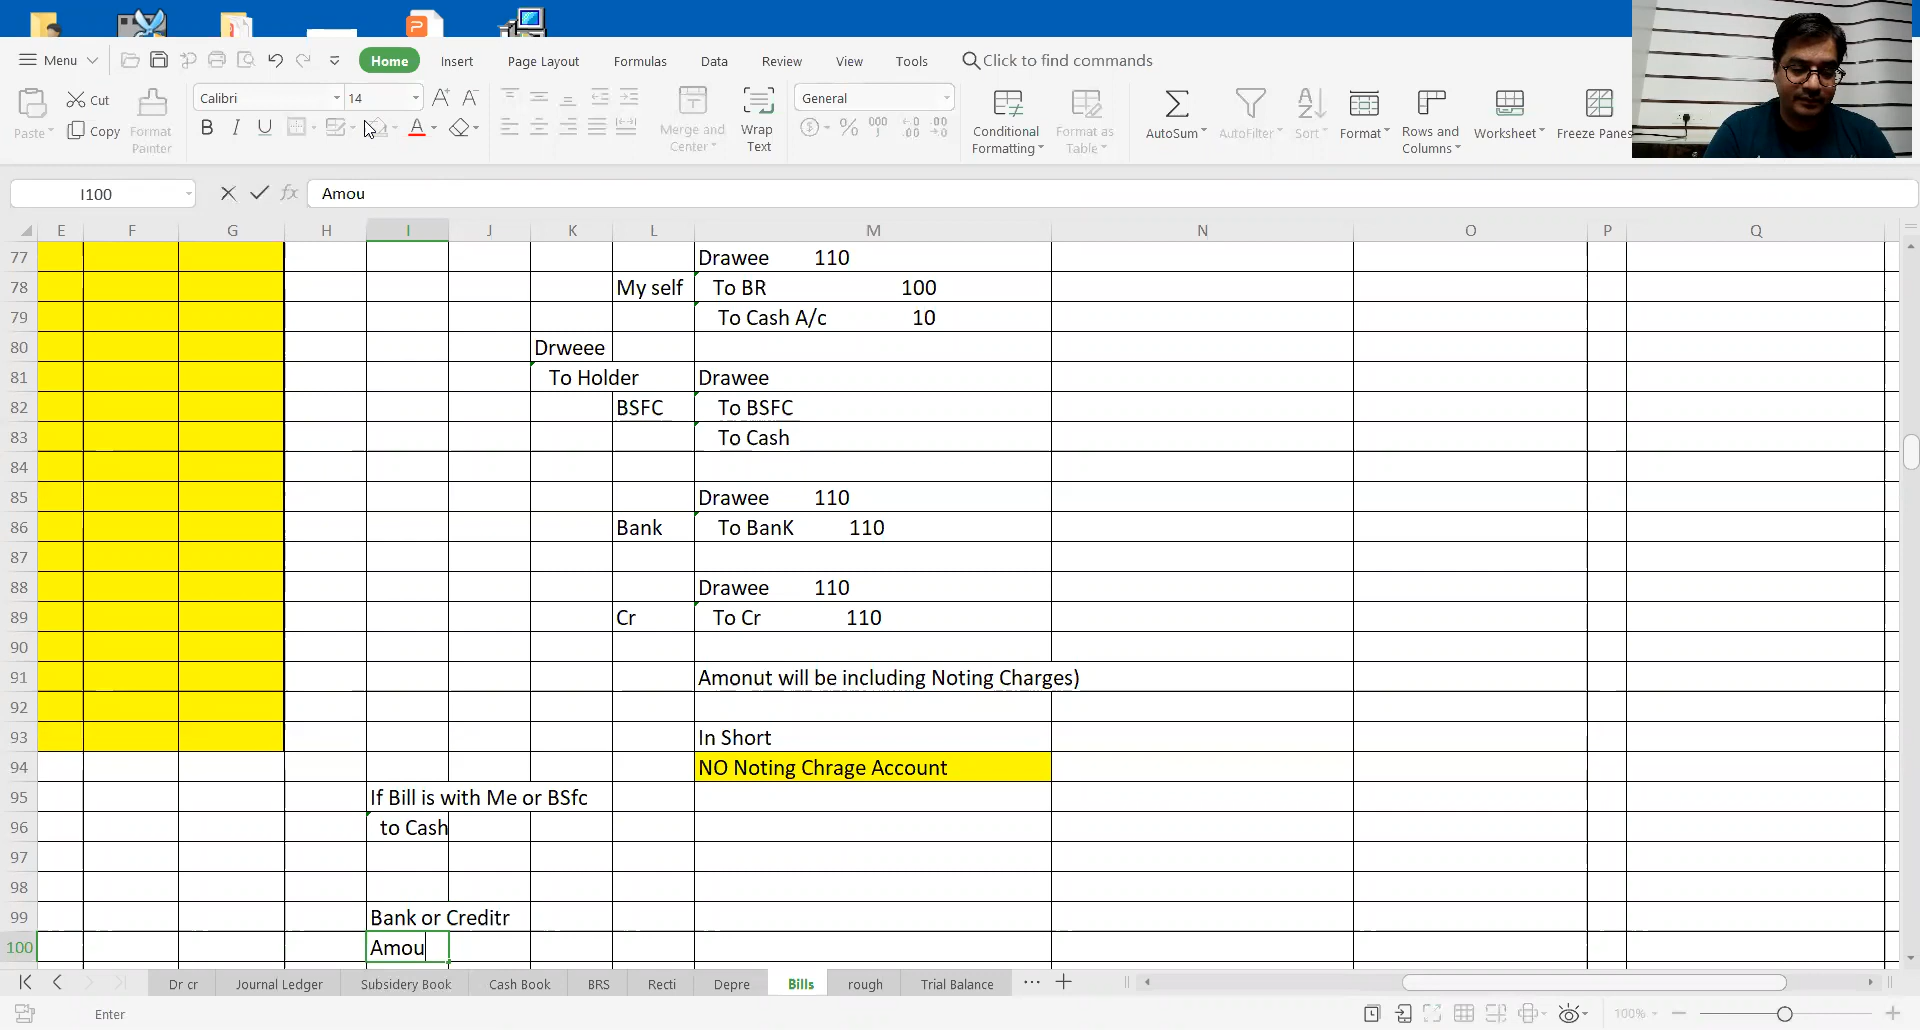 Menu
Home
Insert
Page Layout
Formulas
Data
Review
View
Tools
Click to find commands
Paste
Cut
Copy
Format
Painter
Calibri
14
Merge and
Center
Wrap
Text
General
Conditional
Formatting
Format as
Table
AutoSum
AutoFilter
Sort
Format
Rows and
Columns
Worksheet
Freeze Panes
I100
Amou
E F G H I J K L M N O P Q
77 Drawee 110
78 My self To BR 100
79 To Cash A/c 10
80 Drweee
81 To Holder Drawee
82 BSFC To BSFC
83 To Cash
84
85 Drawee 110
86 Bank To BanK 110
87
88 Drawee 110
89 Cr To Cr 110
90
91 Amonut will be including Noting Charges)
92
93 In Short
94 NO Noting Chrage Account
95 If Bill is with Me or BSfc
96 to Cash
97
98
99 Bank or Creditr
100 Amou
Dr cr
Journal Ledger
Subsidery Book
Cash Book
BRS
Recti
Depre
Bills
rough
Trial Balance
Enter
100%